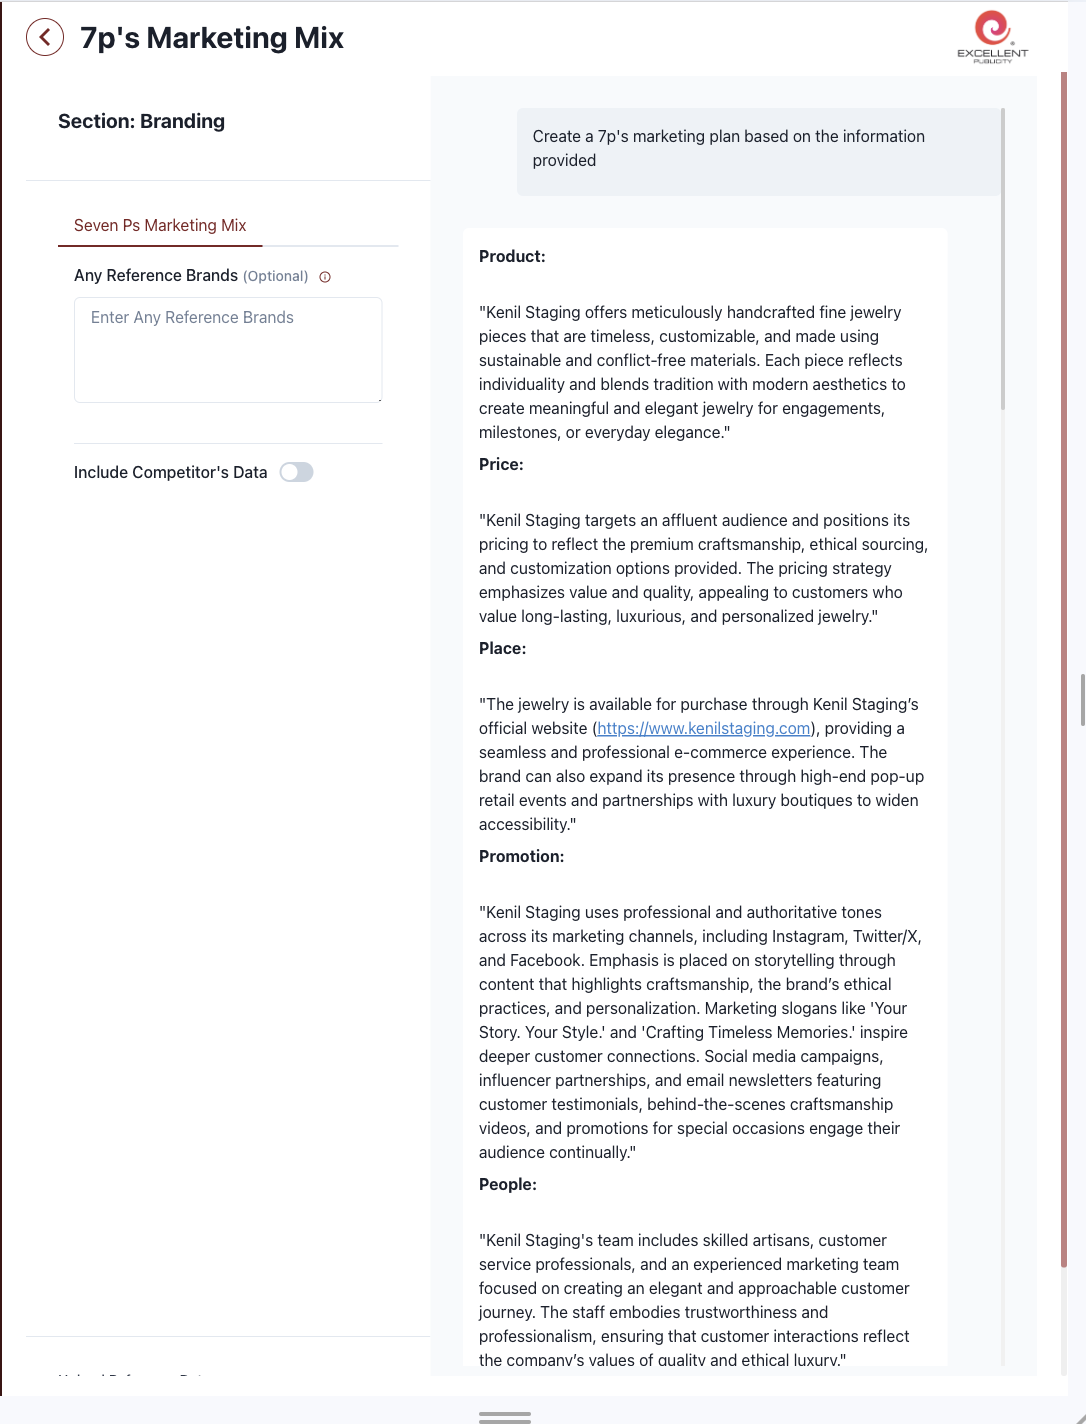 7p's Marketing Mix
EXCELLENT
PUBLICITY
Section: Branding
Seven Ps Marketing Mix
Any Reference Brands (Optional)
Enter Any Reference Brands
Include Competitor's Data
Create a 7p's marketing plan based on the information
provided
Product:
"Kenil Staging offers meticulously handcrafted fine jewelry
pieces that are timeless, customizable, and made using
sustainable and conflict-free materials. Each piece reflects
individuality and blends tradition with modern aesthetics to
create meaningful and elegant jewelry for engagements,
milestones, or everyday elegance."
Price:
"Kenil Staging targets an affluent audience and positions its
pricing to reflect the premium craftsmanship, ethical sourcing,
and customization options provided. The pricing strategy
emphasizes value and quality, appealing to customers who
value long-lasting, luxurious, and personalized jewelry."
Place:
"The jewelry is available for purchase through Kenil Staging’s
official website (https://www.kenilstaging.com), providing a
seamless and professional e-commerce experience. The
brand can also expand its presence through high-end pop-up
retail events and partnerships with luxury boutiques to widen
accessibility."
Promotion:
"Kenil Staging uses professional and authoritative tones
across its marketing channels, including Instagram, Twitter/X,
and Facebook. Emphasis is placed on storytelling through
content that highlights craftsmanship, the brand’s ethical
practices, and personalization. Marketing slogans like 'Your
Story. Your Style.' and 'Crafting Timeless Memories.' inspire
deeper customer connections. Social media campaigns,
influencer partnerships, and email newsletters featuring
customer testimonials, behind-the-scenes craftsmanship
videos, and promotions for special occasions engage their
audience continually."
People:
"Kenil Staging's team includes skilled artisans, customer
service professionals, and an experienced marketing team
focused on creating an elegant and approachable customer
journey. The staff embodies trustworthiness and
professionalism, ensuring that customer interactions reflect
the company’s values of quality and ethical luxury."